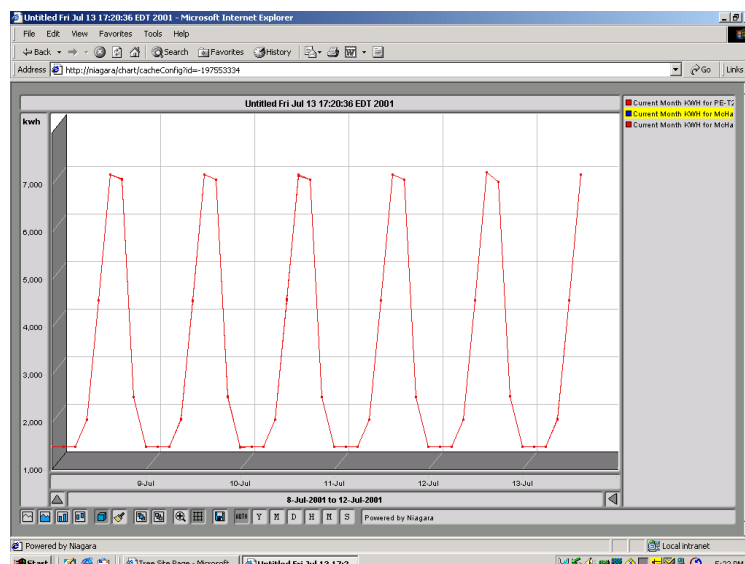 Untitled Fri Jul 13 17:20:36 EDT 2001 - Microsoft Internet Explorer
File Edit View Favorites Tools Help
Back Search Favorites History
Address http://niagara/chart/cacheConfig?id=-197553334 Go Links
Untitled Fri Jul 13 17:20:36 EDT 2001
Current Month KWH for PE-T2
Current Month KWH for McHa
Current Month KWH for McHa
kwh
7,000
6,000
5,000
4,000
3,000
2,000
1,000
9-Jul 10-Jul 11-Jul 12-Jul 13-Jul
8-Jul-2001 to 12-Jul-2001
AUTO Y M D H M S Powered by Niagara
Powered by Niagara Local intranet
Start Tree Site Page - Microsoft Untitled Fri Jul 13 17:2... 5:22 PM